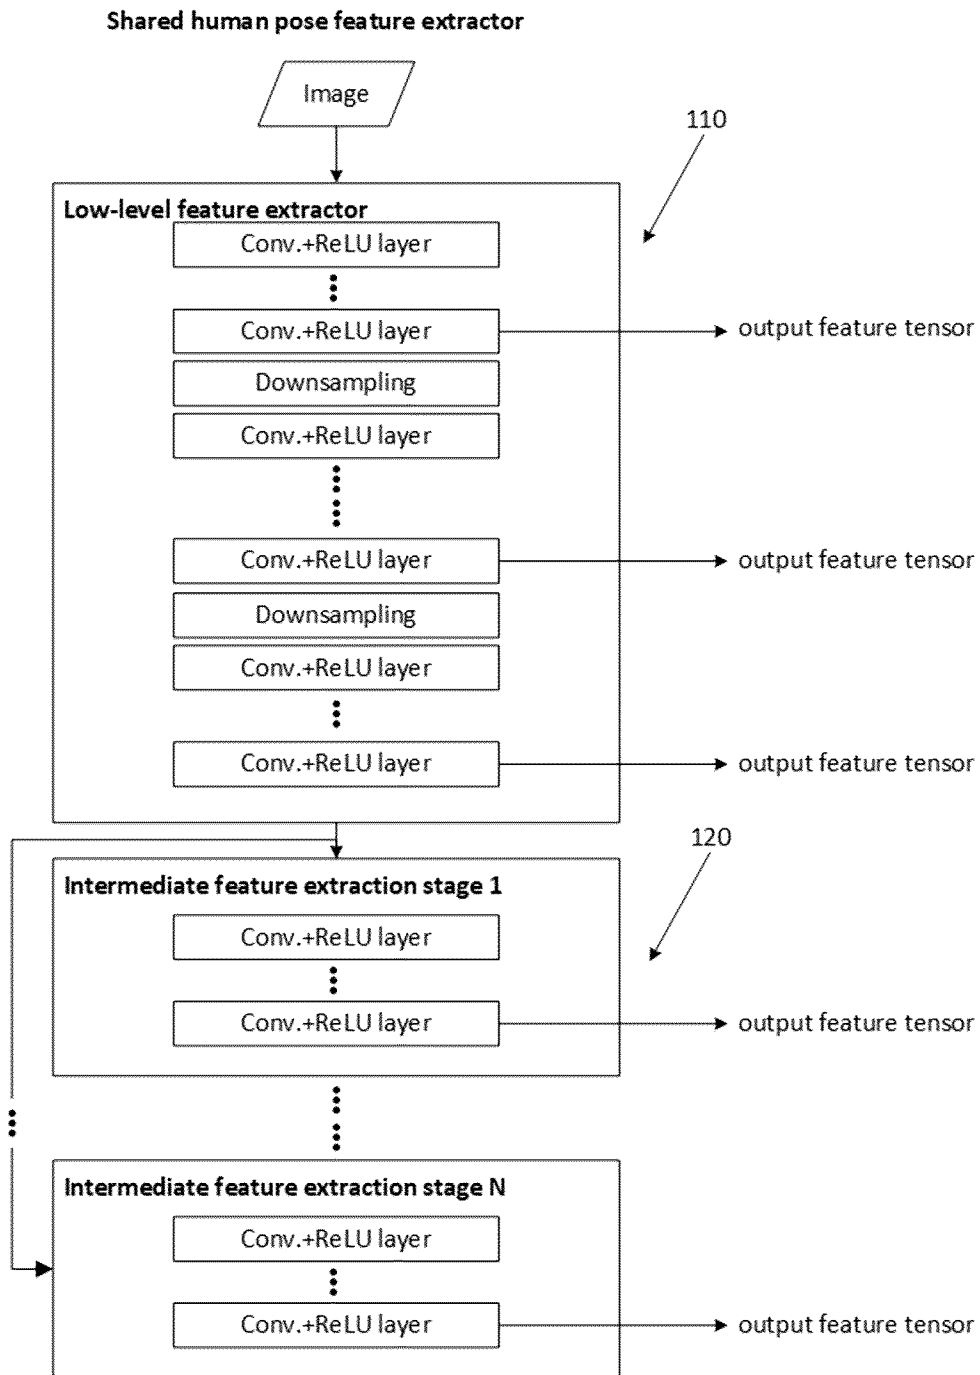 Shared human pose feature extractor
Image
110
Low-level feature extractor
Conv.+ReLU layer
Conv.+ReLU layer
output feature tensor
Downsampling
Conv.+ReLU layer
Conv.+ReLU layer
output feature tensor
Downsampling
Conv.+ReLU layer
Conv.+ReLU layer
output feature tensor
120
Intermediate feature extraction stage 1
Conv.+ReLU layer
Conv.+ReLU layer
output feature tensor
Intermediate feature extraction stage N
Conv.+ReLU layer
Conv.+ReLU layer
output feature tensor